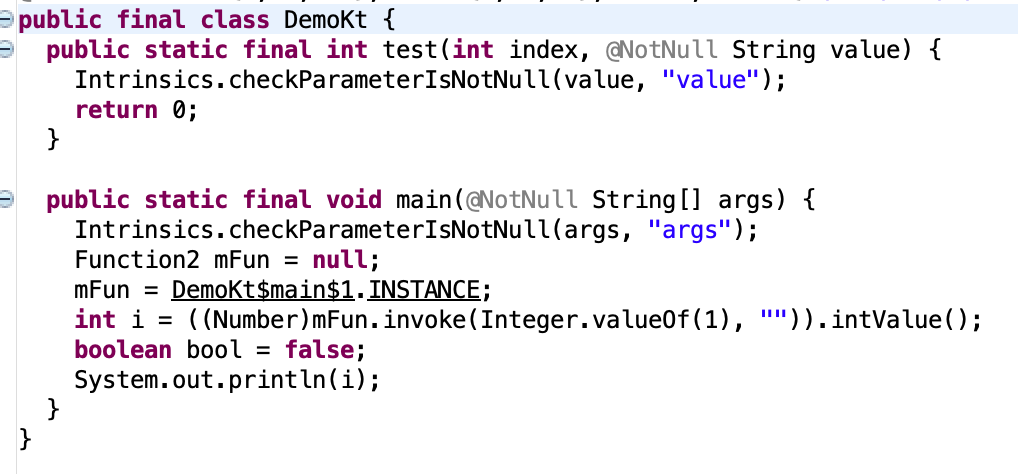 public final class DemoKt {
  public static final int test(int index, @NotNull String value) {
    Intrinsics.checkParameterIsNotNull(value, "value");
    return 0;
  }

  public static final void main(@NotNull String[] args) {
    Intrinsics.checkParameterIsNotNull(args, "args");
    Function2 mFun = null;
    mFun = DemoKt$main$1.INSTANCE;
    int i = ((Number)mFun.invoke(Integer.valueOf(1), "")).intValue();
    boolean bool = false;
    System.out.println(i);
  }
}